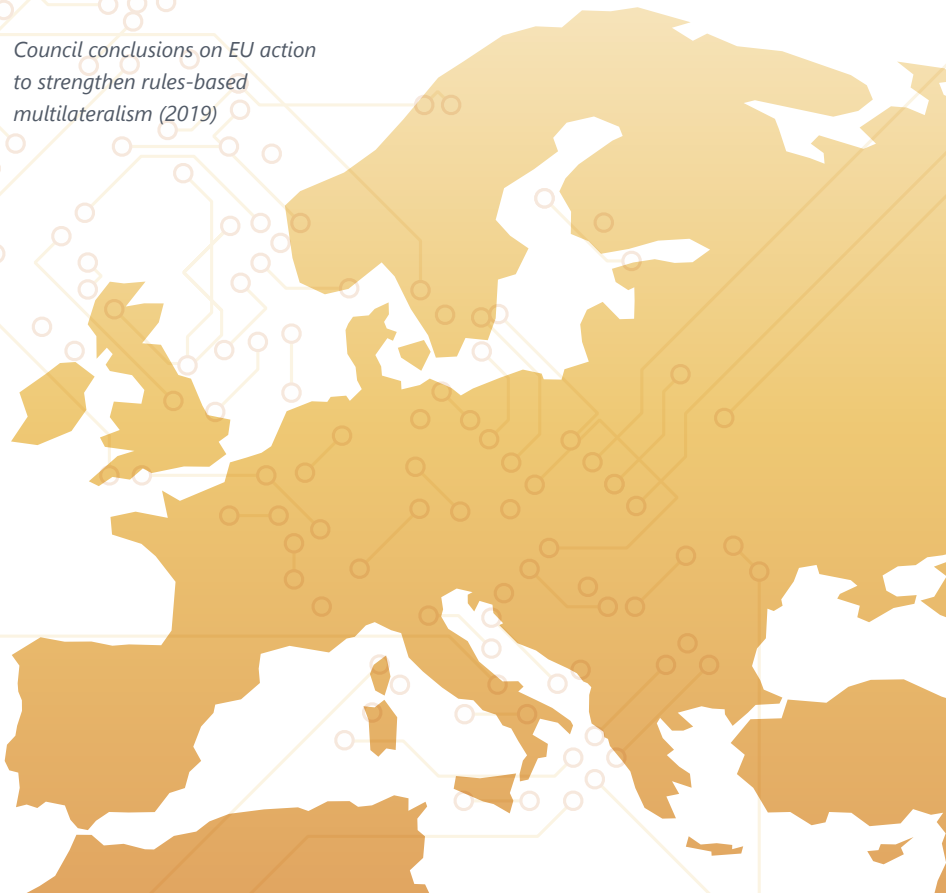 Council conclusions on EU action
to strengthen rules-based
multilateralism (2019)